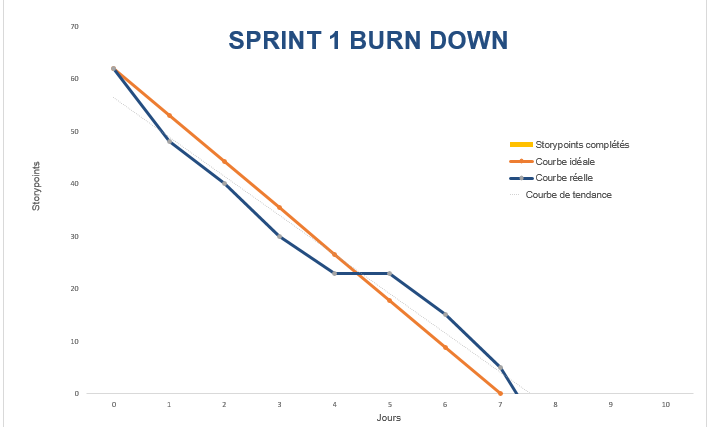 SPRINT 1 BURN DOWN
70
60
50
40
30
20
10
0
Storypoints
Storypoints complétés
Courbe idéale
Courbe réelle
Courbe de tendance
0 1 2 3 4 5 6 7 8 9 10
Jours